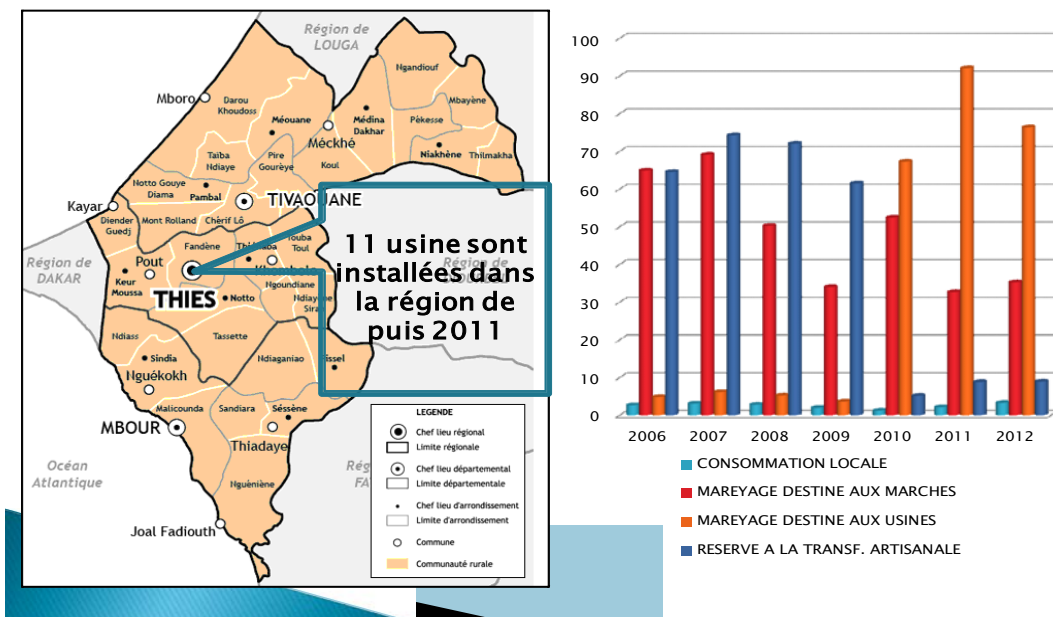 Région de
LOUGA
Ngandiouf
Mboro
Darou
Khoudoss
Mbayène
Méouane
Médina
Dakhar
Pékesse
Méckhé
Niakhène
Thilmakha
Taïba
Ndiaye
Pire
Goureye
Koul
Notto Gouye
Diama
Pambal
Kayar
TIVAOUANE
Diender
Guedj
Mont Rolland
Chèrif Lô
Fandène
Touba
Toul
Région de
DAKAR
Pout
Keur
Moussa
THIES
Notto
Ngoundiane
11 usine sont
installées dans
la région de
puis 2011
Ndiass
Tassette
Sindia
Ndiaganiao
Nguékokh
Malicounda
Sandiara
Séssène
MBOUR
Thiadaye
Océan
Atlantique
Nguéniène
Joal Fadiouth
LEGENDE
Chef lieu régional
Limite régionale
Chef lieu départemental
Limite départementale
Chef lieu d'arrondissement
Limite d'arrondissement
Commune
Communauté rurale
100
90
80
70
60
50
40
30
20
10
0
2006 2007 2008 2009 2010 2011 2012
CONSOMMATION LOCALE
MAREYAGE DESTINE AUX MARCHES
MAREYAGE DESTINE AUX USINES
RESERVE A LA TRANSF. ARTISANALE